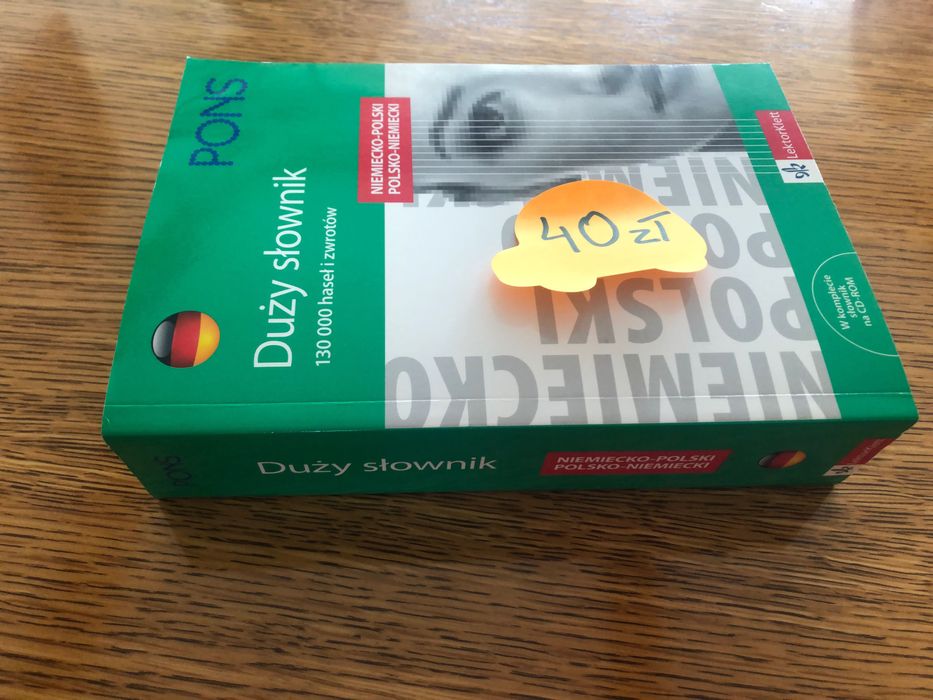 PONS
Duży słownik
130 000 haseł i zwrotów
NIEMIECKO-POLSKI
POLSKO-NIEMIECKI
40 zł
LektorKlett
NIEMIECKO
POLSKI
W komplecie
słownik
na CD-ROM
PONS
Duży słownik
NIEMIECKO-POLSKI
POLSKO-NIEMIECKI